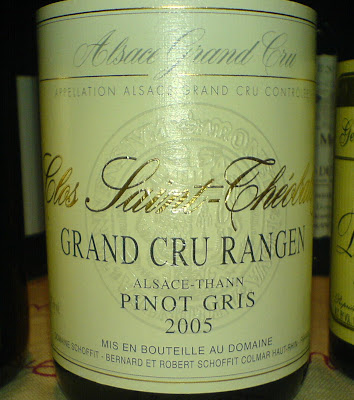 Alsace Grand Cru
APPELLATION ALSACE GRAND CRU CONTRÔLÉE
Clos Saint-Théobald
GRAND CRU RANGEN
ALSACE-THANN
PINOT GRIS
2005
MIS EN BOUTEILLE AU DOMAINE
SCHOFFIT - BERNARD ET ROBERT SCHOFFIT COLMAR HAUT-RHIN